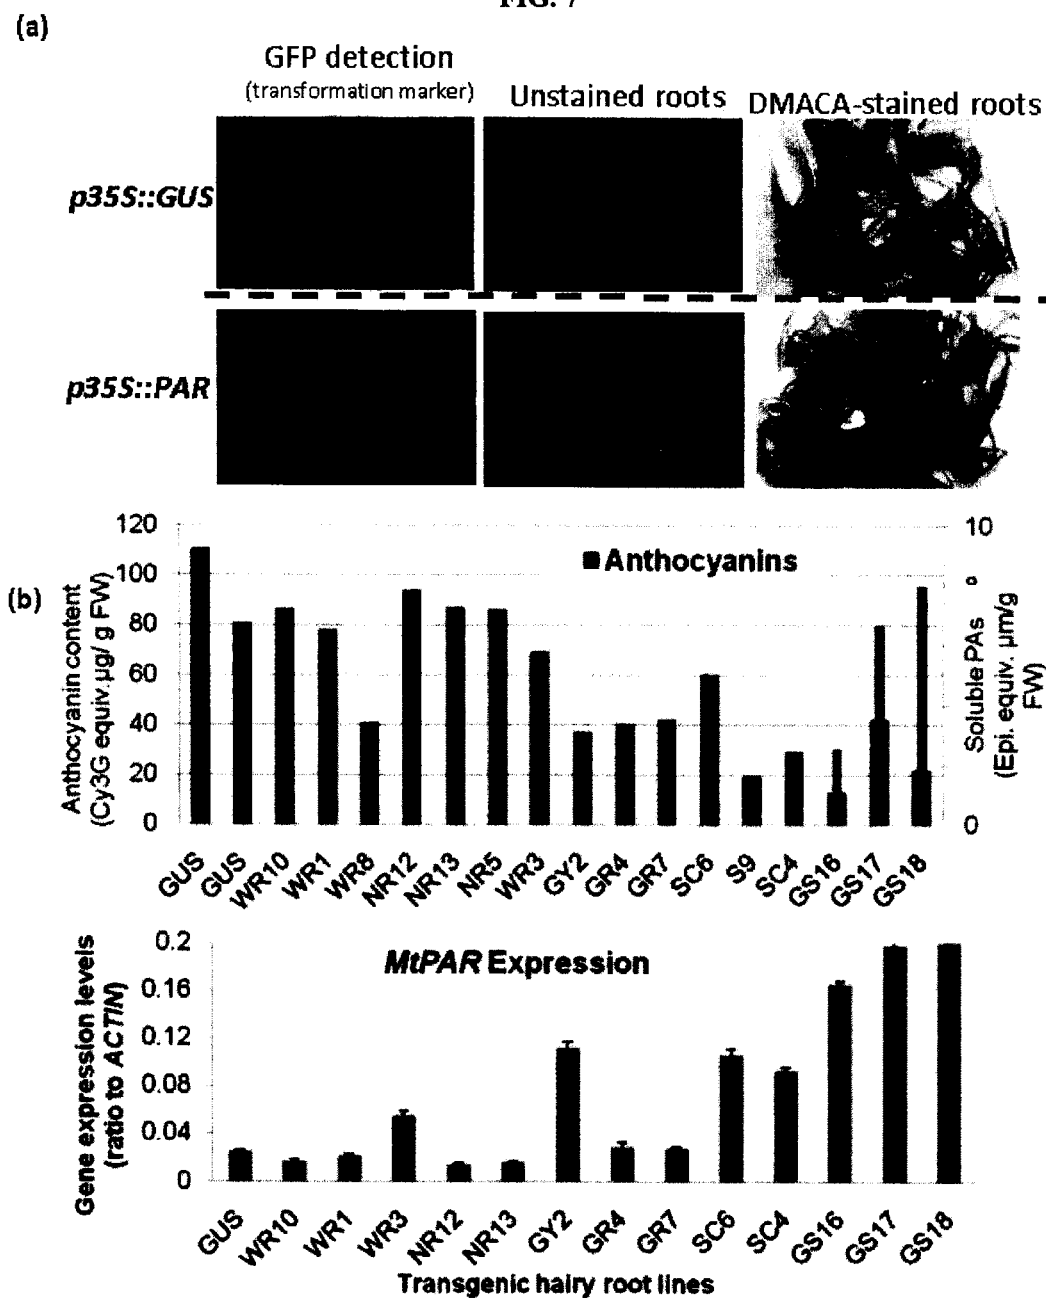 FIG. 7
(a)
GFP detection
(transformation marker)
Unstained roots
DMACA-stained roots
p35S::GUS
p35S::PAR
(b)
Anthocyanin content
(Cy3G equiv.µg/ g FW)
120
100
80
60
40
20
0
Anthocyanins
10
0
Soluble PAs
(Epi. equiv. µm/g
FW)
GUS
GUS
WR10
WR1
WR8
NR12
NR13
NR5
WR3
GY2
GR4
GR7
SC6
S9
SC4
GS16
GS17
GS18
Gene expression levels
(ratio to ACTIN)
0.2
0.16
0.12
0.08
0.04
0
MtPAR Expression
GUS
WR10
WR1
WR3
NR12
NR13
GY2
GR4
GR7
SC6
SC4
GS16
GS17
GS18
Transgenic hairy root lines